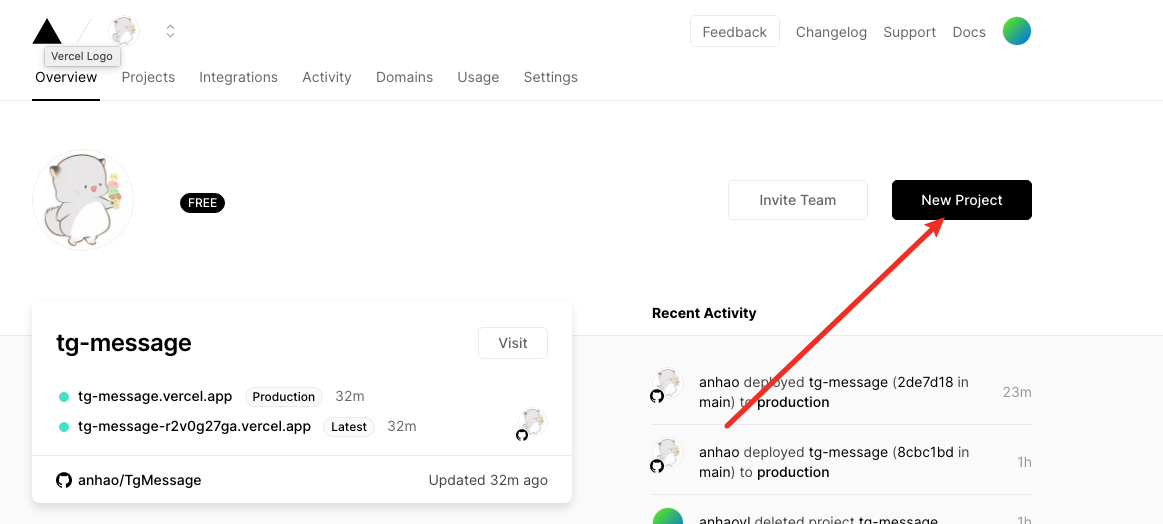 Feedback Changelog Support Docs
Vercel Logo
Overview Projects Integrations Activity Domains Usage Settings
FREE
Invite Team New Project
tg-message
Visit
tg-message.vercel.app Production 32m
tg-message-r2v0g27ga.vercel.app Latest 32m
anhao/TgMessage Updated 32m ago
Recent Activity
anhao deployed tg-message (2de7d18 in
main) to production
23m
anhao deployed tg-message (8cbc1bd in
main) to production
1h
anhaoyl deleted project tg-message
1h